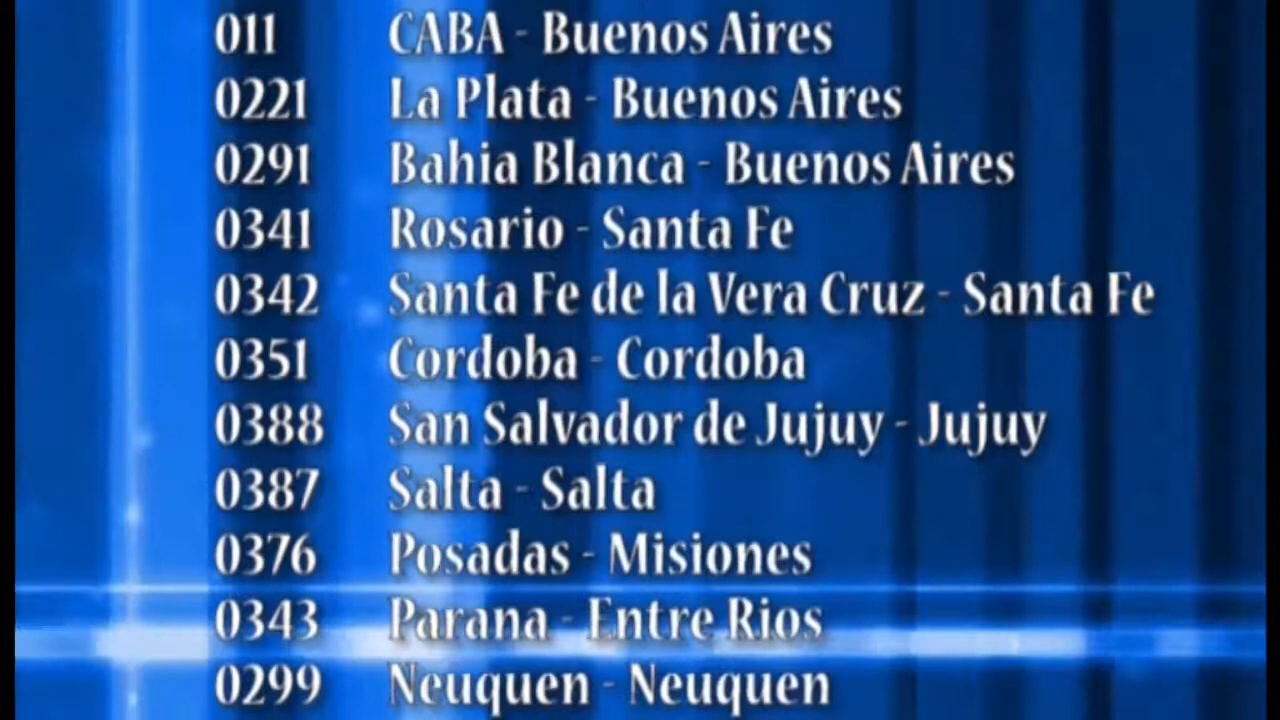 011 CABA - Buenos Aires
0221 La Plata - Buenos Aires
0291 Bahia Blanca - Buenos Aires
0341 Rosario - Santa Fe
0342 Santa Fe de la Vera Cruz - Santa Fe
0351 Cordoba - Cordoba
0388 San Salvador de Jujuy - Jujuy
0387 Salta - Salta
0376 Posadas - Misiones
0343 Parana - Entre Rios
0299 Neuquen - Neuquen